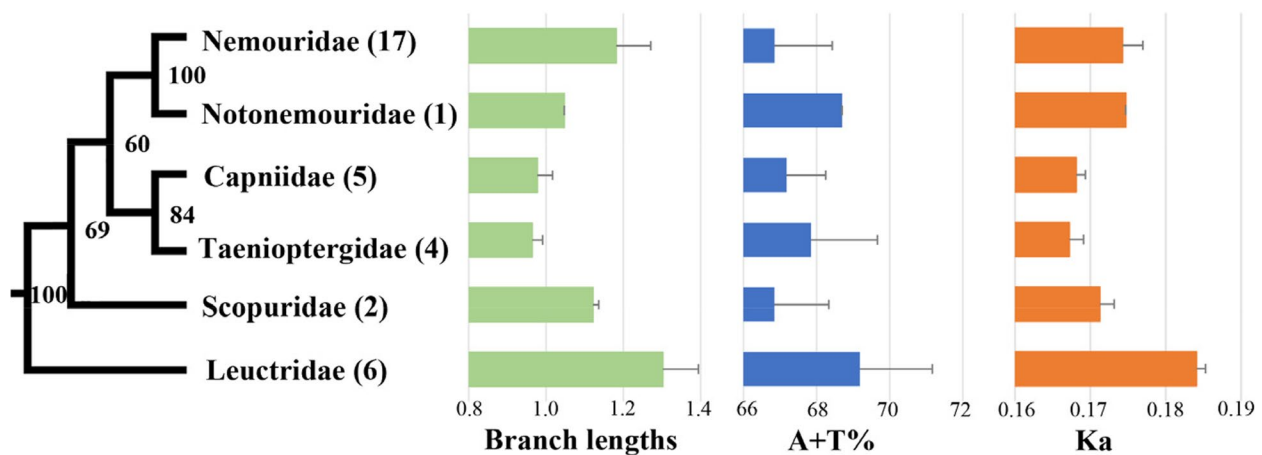 Nemouridae (17)
100
Notonemouridae (1)
60
Capniidae (5)
84
69
Taenioptergidae (4)
100
Scopuridae (2)
Leuctridae (6)
0.8 1.0 1.2 1.4 66 68 70 72 0.16 0.17 0.18 0.19
Branch lengths A+T% Ka